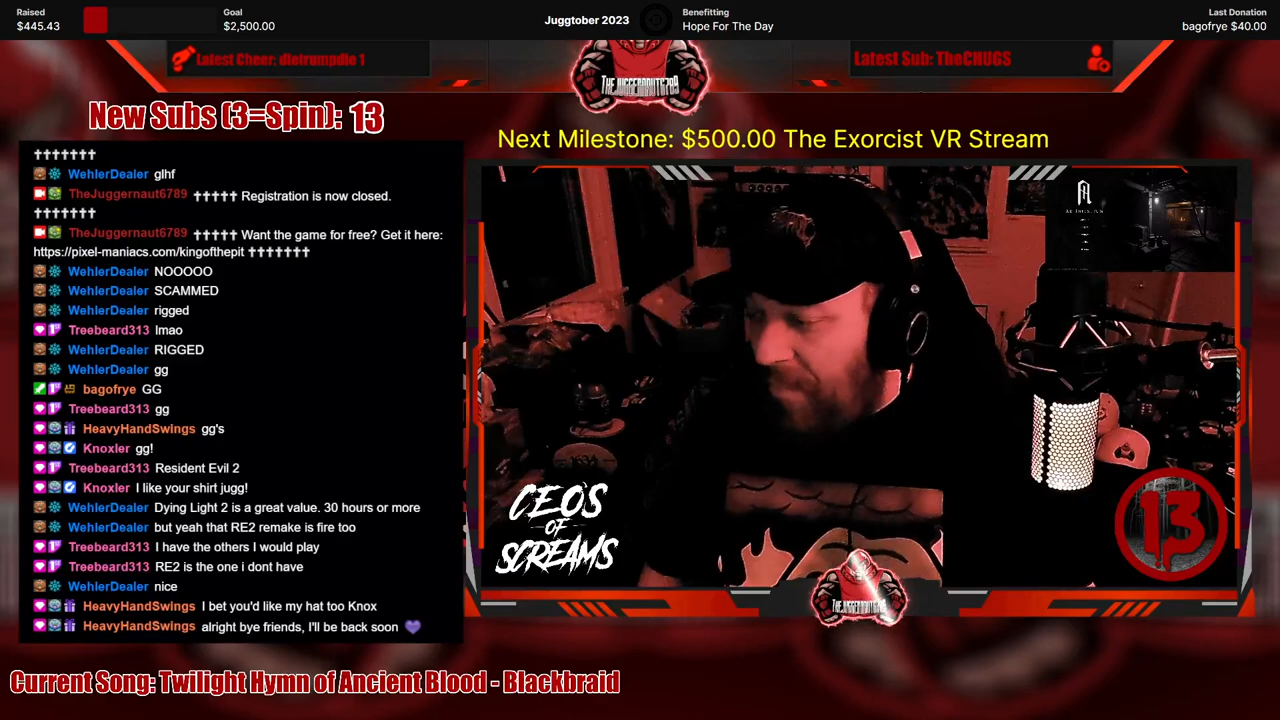 Raised
$445.43
Goal
$2,500.00
Juggtober 2023
Benefitting
Hope For The Day
Last Donation
bagofrye $40.00
Latest Cheer: diotrumpdio 1
THEJUGGERNAUT6789
Latest Sub: TheCHUGS
New Subs (3=Spin): 13
Next Milestone: $500.00 The Exorcist VR Stream
✝✝✝✝✝✝✝
WehlerDealer glhf
TheJuggernaut6789 ✝✝✝✝✝ Registration is now closed.
✝✝✝✝✝✝✝
TheJuggernaut6789 ✝✝✝✝✝ Want the game for free? Get it here:
https://pixel-maniacs.com/kingofthepit ✝✝✝✝✝✝✝
WehlerDealer NOOOOO
WehlerDealer SCAMMED
WehlerDealer rigged
Treebeard313 lmao
WehlerDealer RIGGED
WehlerDealer gg
bagofrye GG
Treebeard313 gg
HeavyHandSwings gg's
Knoxler gg!
Treebeard313 Resident Evil 2
Knoxler I like your shirt jugg!
WehlerDealer Dying Light 2 is a great value. 30 hours or more
WehlerDealer but yeah that RE2 remake is fire too
Treebeard313 I have the others I would play
Treebeard313 RE2 is the one i dont have
WehlerDealer nice
HeavyHandSwings I bet you'd like my hat too Knox
HeavyHandSwings alright bye friends, I'll be back soon 💜
CEO'S
OF
SCREAMS
13
THEJUGGERNAUT6789
Current Song: Twilight Hymn of Ancient Blood - Blackbraid